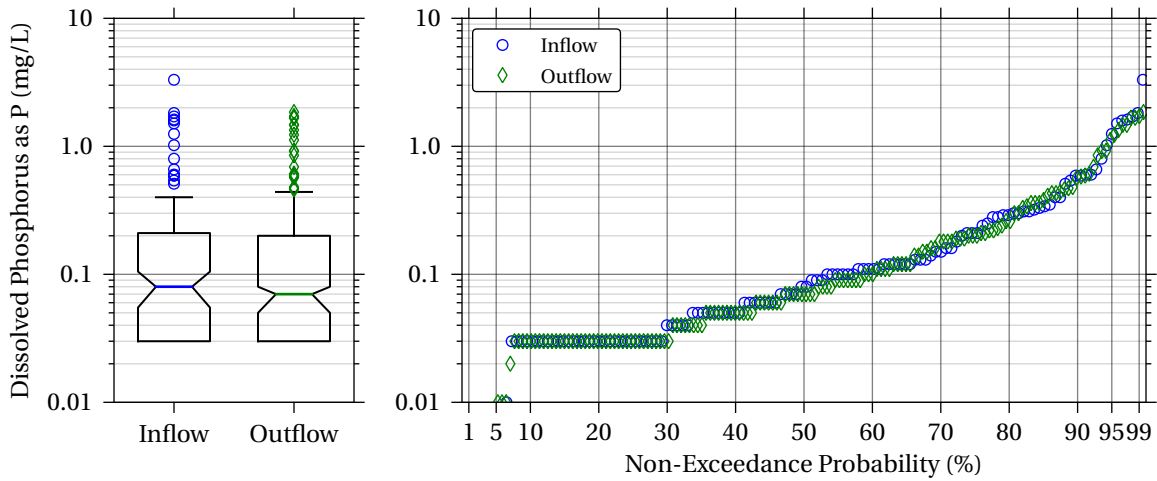 Dissolved Phosphorus as P (mg/L)
10
1.0
0.1
0.01
Inflow Outflow
10
1.0
0.1
0.01
Inflow
Outflow
1 5 10 20 30 40 50 60 70 80 90 95 99
Non-Exceedance Probability (%)